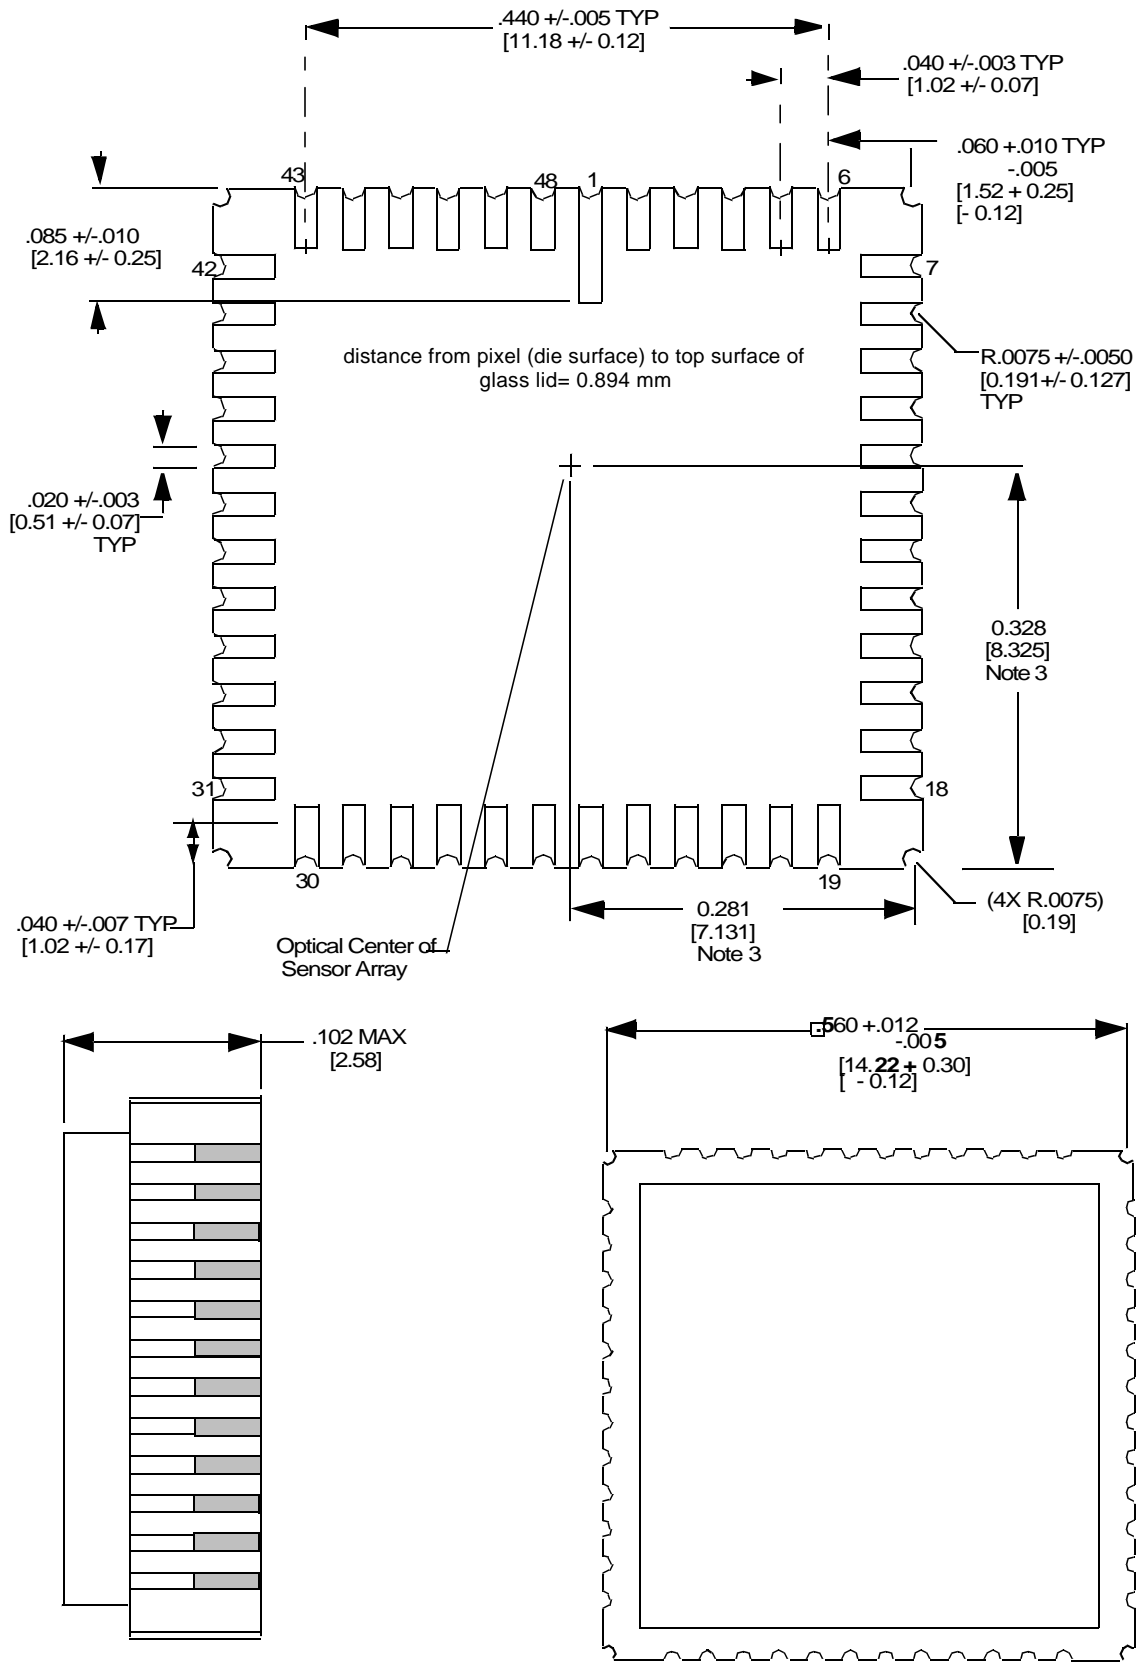 .440 +/-.005 TYP
[11.18 +/- 0.12]
.040 +/-.003 TYP
[1.02 +/- 0.07]
.060 +.010 TYP
-.005
[1.52 + 0.25]
[- 0.12]
43
48
1
6
.085 +/-.010
[2.16 +/- 0.25]
42
7
distance from pixel (die surface) to top surface of
glass lid= 0.894 mm
R.0075 +/-.0050
[0.191+/- 0.127]
TYP
.020 +/-.003
[0.51 +/- 0.07]
TYP
0.328
[8.325]
Note 3
31
18
30
19
.040 +/-.007 TYP
[1.02 +/- 0.17]
Optical Center of
Sensor Array
0.281
[7.131]
Note 3
(4X R.0075)
[0.19]
.102 MAX
[2.58]
.560 +.012
-.005
[14.22 + 0.30]
[ - 0.12]